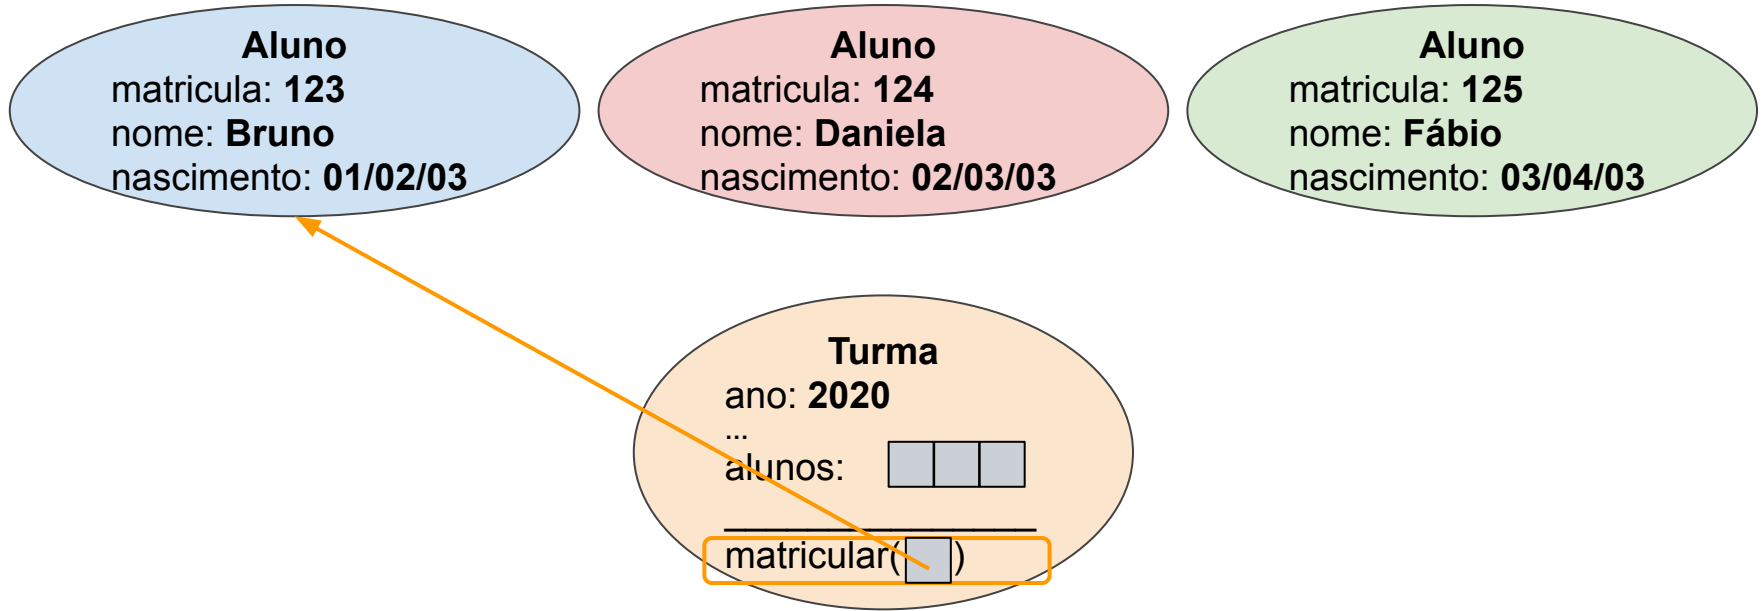 Aluno
matricula: 123
nome: Bruno
nascimento: 01/02/03
Aluno
matricula: 124
nome: Daniela
nascimento: 02/03/03
Aluno
matricula: 125
nome: Fábio
nascimento: 03/04/03
Turma
ano: 2020
...
alunos:
matricular( )